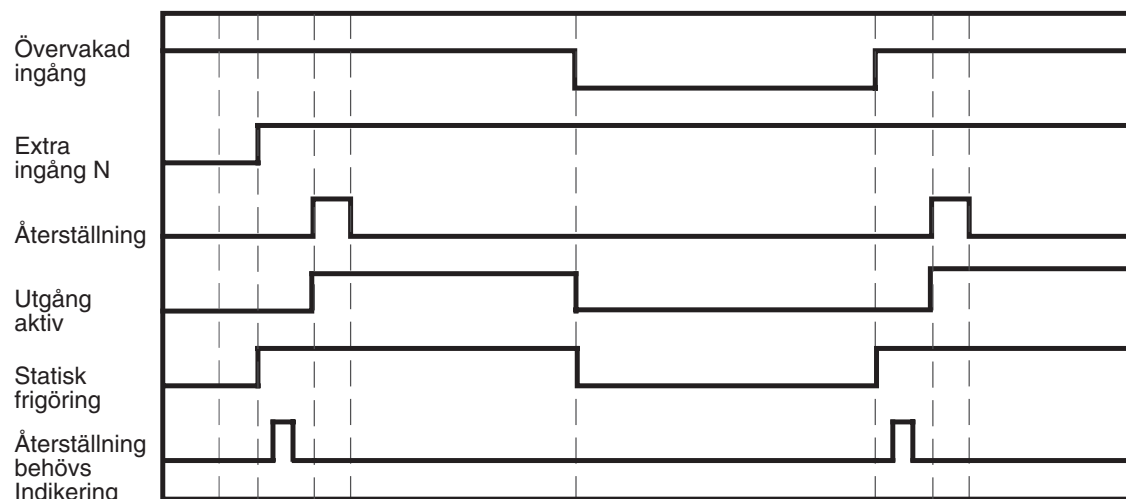 Övervakad
ingång
Extra
ingång N
Återställning
Utgång
aktiv
Statisk
frigöring
Återställning
behövs
Indikering